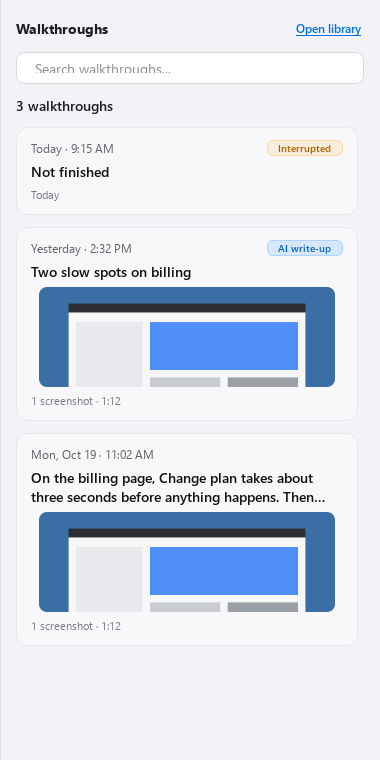 Walkthroughs
Open library
Search walkthroughs...
3 walkthroughs
Today · 9:15 AM
Interrupted
Not finished
Today
Yesterday · 2:32 PM
AI write-up
Two slow spots on billing
1 screenshot · 1:12
Mon, Oct 19 · 11:02 AM
On the billing page, Change plan takes about
three seconds before anything happens. Then...
1 screenshot · 1:12